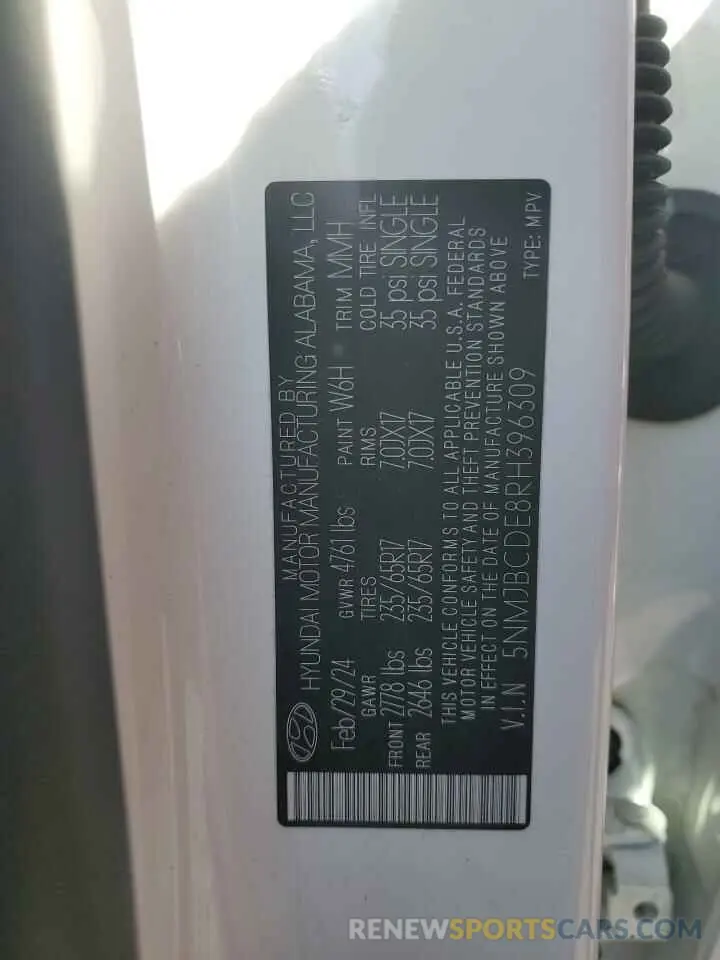 MANUFACTURED BY
HYUNDAI MOTOR MANUFACTURING ALABAMA, LLC
Feb/29/24 GVWR 4761 lbs PAINT W6H TRIM MMH
GAWR TIRES RIMS COLD TIRE INFL
FRONT 2778 lbs 235/65R17 7.0JX17 35 psi SINGLE
REAR 2646 lbs 235/65R17 7.0JX17 35 psi SINGLE
THIS VEHICLE CONFORMS TO ALL APPLICABLE U.S.A. FEDERAL
MOTOR VEHICLE SAFETY AND THEFT PREVENTION STANDARDS
IN EFFECT ON THE DATE OF MANUFACTURE SHOWN ABOVE
V.I.N 5NMJBCDE8RH396309 TYPE: MPV
RENEWSPORTSCARS.COM